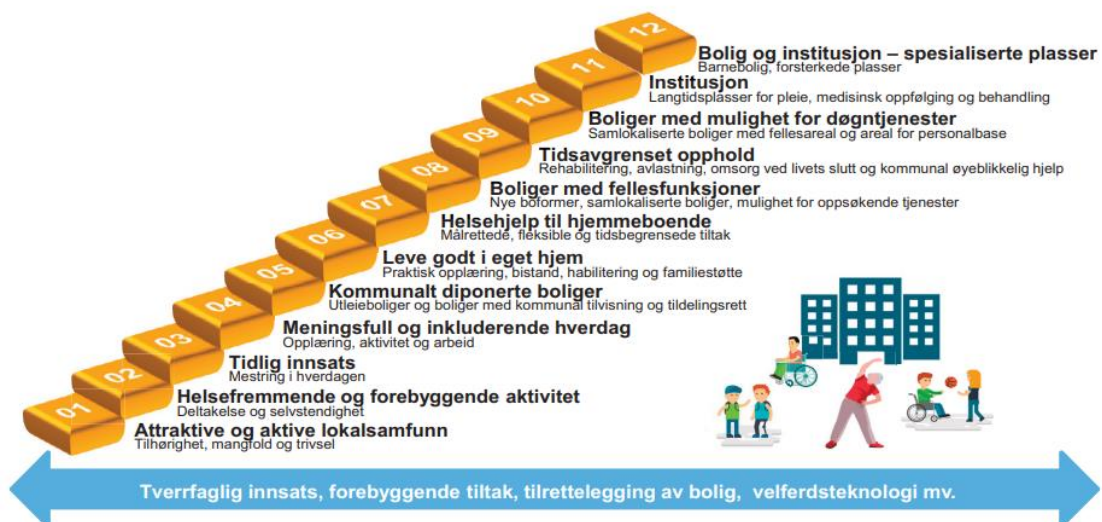 12
Bolig og institusjon – spesialiserte plasser
Barnebolig, forsterkede plasser
11
Institusjon
Langtidsplasser for pleie, medisinsk oppfølging og behandling
10
Boliger med mulighet for døgntjenester
Samlokaliserte boliger med fellesareal og areal for personalbase
09
Tidsavgrenset opphold
Rehabilitering, avlastning, omsorg ved livets slutt og kommunal øyeblikkelig hjelp
08
Boliger med fellesfunksjoner
Nye boformer, samlokaliserte boliger, mulighet for oppsøkende tjenester
07
Helsehjelp til hjemmeboende
Målrettede, fleksible og tidsbegrensede tiltak
06
Leve godt i eget hjem
Praktisk opplæring, bistand, habilitering og familiestøtte
05
Kommunalt diponerte boliger
Utleieboliger og boliger med kommunal tilvisning og tildelingsrett
04
Meningsfull og inkluderende hverdag
Opplæring, aktivitet og arbeid
03
Tidlig innsats
Mestring i hverdagen
02
Helsefremmende og forebyggende aktivitet
Deltakelse og selvstendighet
01
Attraktive og aktive lokalsamfunn
Tilhørighet, mangfold og trivsel
Tverrfaglig innsats, forebyggende tiltak, tilrettelegging av bolig, velferdsteknologi mv.